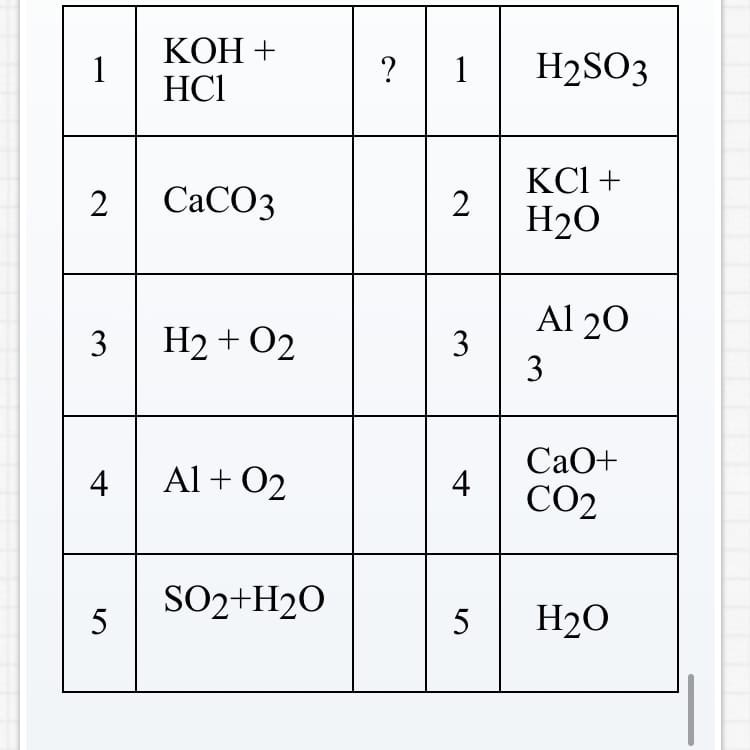 1 KOH + ? 1 H2SO3
HCl
2 CaCO3 2 KCl +
H2O
3 H2 + O2 3 Al 2O
3
4 Al + O2 4 CaO+
CO2
5 SO2+H2O 5 H2O